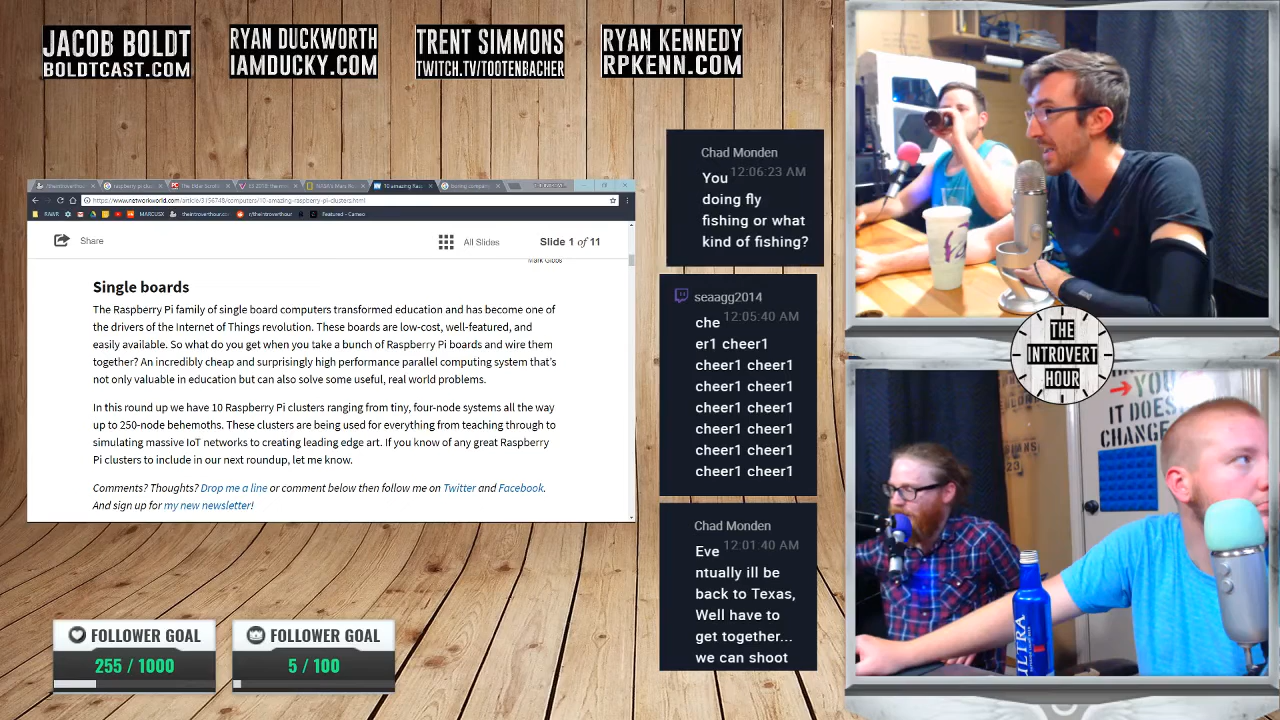 JACOB BOLDT
BOLDTCAST.COM
RYAN DUCKWORTH
IAMDUCKY.COM
TRENT SIMMONS
TWITCH.TV/TOOTENBACHER
RYAN KENNEDY
RPKENN.COM
Share
All Slides
Slide 1 of 11
Mark Gibbs
Single boards
The Raspberry Pi family of single board computers transformed education and has become one of
the drivers of the Internet of Things revolution. These boards are low-cost, well-featured, and
easily available. So what do you get when you take a bunch of Raspberry Pi boards and wire them
together? An incredibly cheap and surprisingly high performance parallel computing system that's
not only valuable in education but can also solve some useful, real world problems.
In this round up we have 10 Raspberry Pi clusters ranging from tiny, four-node systems all the way
up to 250-node behemoths. These clusters are being used for everything from teaching through to
simulating massive IoT networks to creating leading edge art. If you know of any great Raspberry
Pi clusters to include in our next roundup, let me know.
Comments? Thoughts? Drop me a line or comment below then follow me on Twitter and Facebook.
And sign up for my new newsletter!
FOLLOWER GOAL
255 / 1000
FOLLOWER GOAL
5 / 100
Chad Monden
You 12:06:23 AM
doing fly
fishing or what
kind of fishing?
seaagg2014
che 12:05:40 AM
er1 cheer1
cheer1 cheer1
cheer1 cheer1
cheer1 cheer1
cheer1 cheer1
cheer1 cheer1
cheer1 cheer1
Chad Monden
Eve 12:01:40 AM
ntually ill be
back to Texas,
Well have to
get together...
we can shoot
THE
INTROVERT
HOUR
YOU
IT DOES
CHANGE
ULTRA